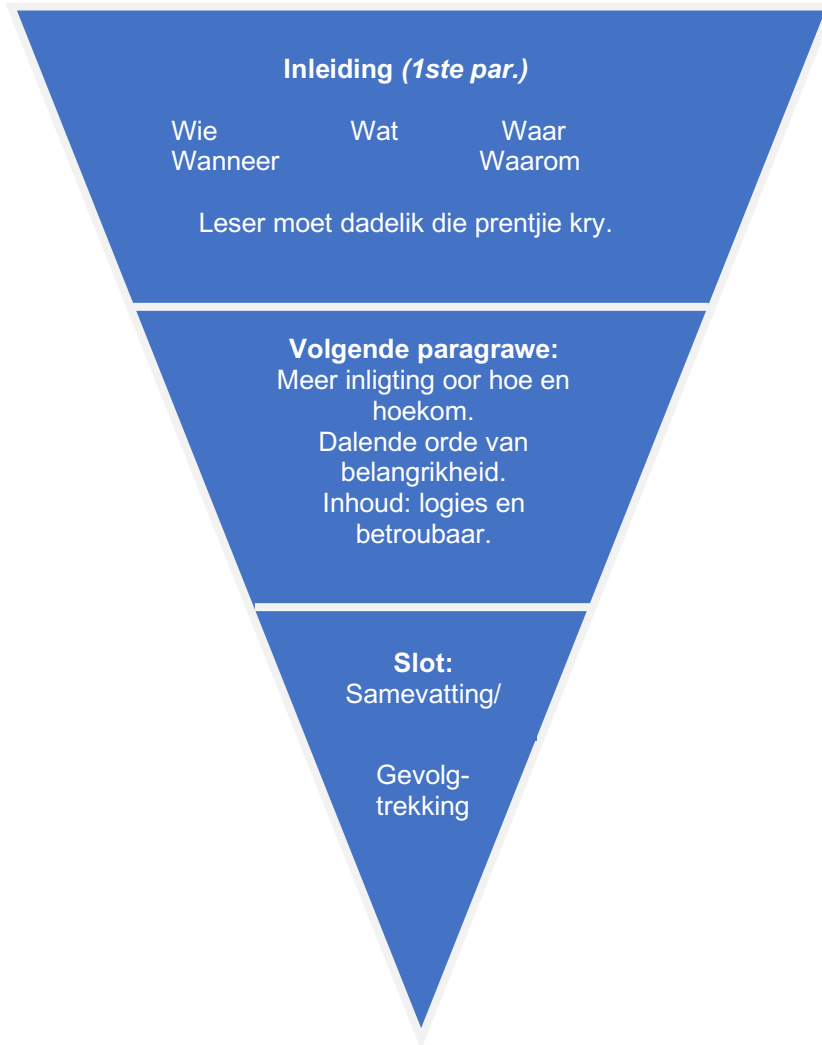 Inleiding (1ste par.)
Wie Wat Waar
Wanneer Waarom
Leser moet dadelik die prentjie kry.
Volgende paragrawe:
Meer inligting oor hoe en
hoekom.
Dalende orde van
belangrikheid.
Inhoud: logies en
betroubaar.
Slot:
Samevatting/
Gevolg-
trekking